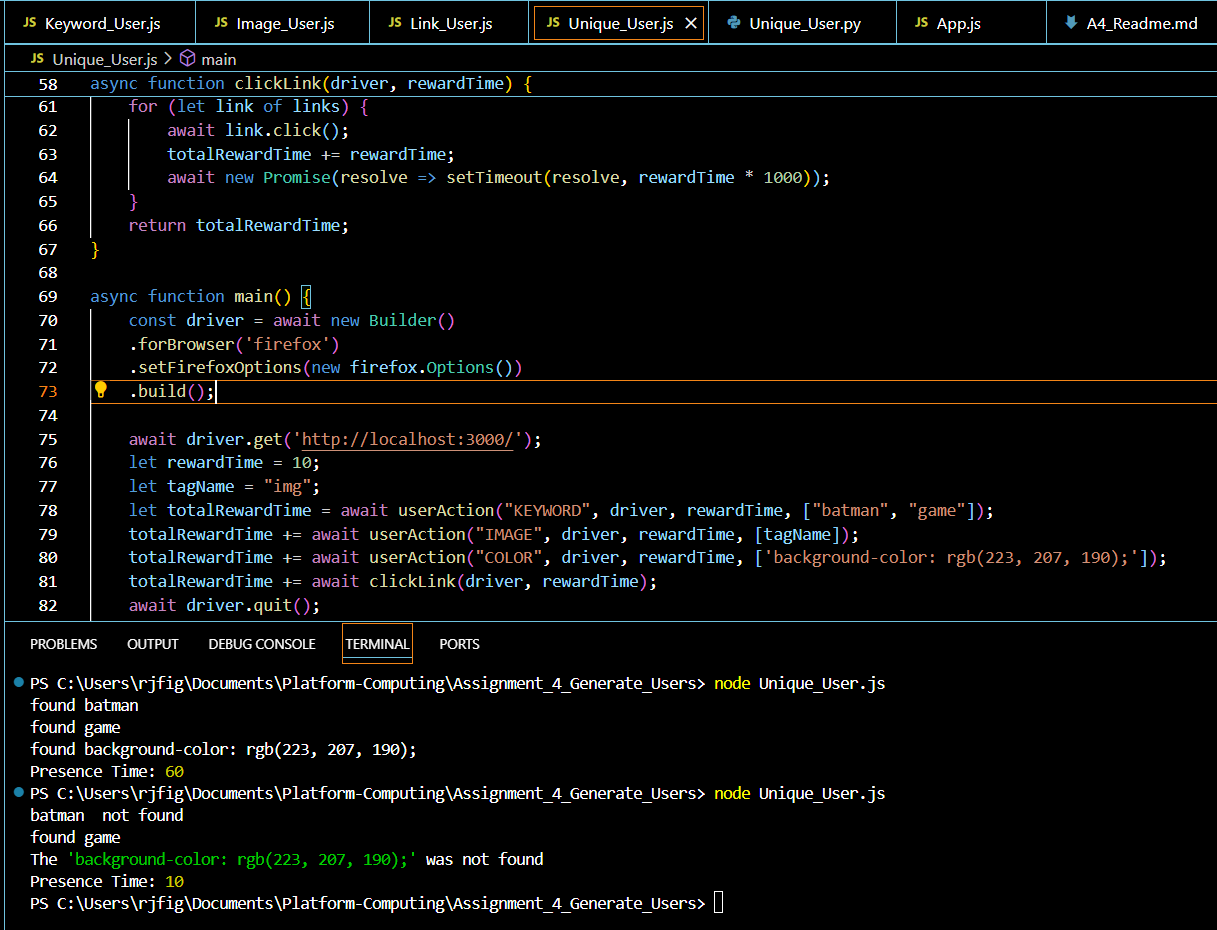 JS Keyword_User.js JS Image_User.js JS Link_User.js JS Unique_User.js Unique_User.py JS App.js A4_Readme.md
JS Unique_User.js > main
58 async function clickLink(driver, rewardTime) {
61 for (let link of links) {
62 await link.click();
63 totalRewardTime += rewardTime;
64 await new Promise(resolve => setTimeout(resolve, rewardTime * 1000));
65 }
66 return totalRewardTime;
67 }
68
69 async function main() {
70 const driver = await new Builder()
71 .forBrowser('firefox')
72 .setFirefoxOptions(new firefox.Options())
73 .build();
74
75 await driver.get('http://localhost:3000/');
76 let rewardTime = 10;
77 let tagName = "img";
78 let totalRewardTime = await userAction("KEYWORD", driver, rewardTime, ["batman", "game"]);
79 totalRewardTime += await userAction("IMAGE", driver, rewardTime, [tagName]);
80 totalRewardTime += await userAction("COLOR", driver, rewardTime, ['background-color: rgb(223, 207, 190);']);
81 totalRewardTime += await clickLink(driver, rewardTime);
82 await driver.quit();
PROBLEMS OUTPUT DEBUG CONSOLE TERMINAL PORTS
PS C:\Users\rjfig\Documents\Platform-Computing\Assignment_4_Generate_Users> node Unique_User.js
found batman
found game
found background-color: rgb(223, 207, 190);
Presence Time: 60
PS C:\Users\rjfig\Documents\Platform-Computing\Assignment_4_Generate_Users> node Unique_User.js
batman  not found
found game
The 'background-color: rgb(223, 207, 190);' was not found
Presence Time: 10
PS C:\Users\rjfig\Documents\Platform-Computing\Assignment_4_Generate_Users>